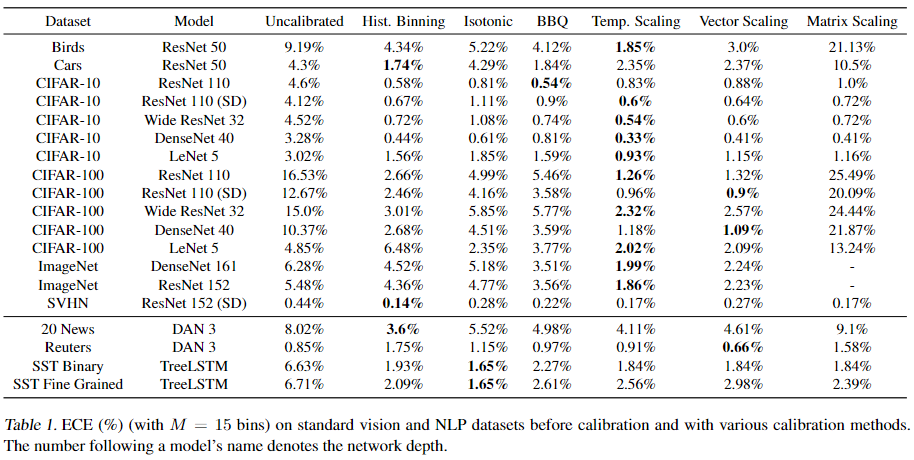 Dataset Model Uncalibrated Hist. Binning Isotonic BBQ Temp. Scaling Vector Scaling Matrix Scaling
Birds ResNet 50 9.19% 4.34% 5.22% 4.12% 1.85% 3.0% 21.13%
Cars ResNet 50 4.3% 1.74% 4.29% 1.84% 2.35% 2.37% 10.5%
CIFAR-10 ResNet 110 4.6% 0.58% 0.81% 0.54% 0.83% 0.88% 1.0%
CIFAR-10 ResNet 110 (SD) 4.12% 0.67% 1.11% 0.9% 0.6% 0.64% 0.72%
CIFAR-10 Wide ResNet 32 4.52% 0.72% 1.08% 0.74% 0.54% 0.6% 0.72%
CIFAR-10 DenseNet 40 3.28% 0.44% 0.61% 0.81% 0.33% 0.41% 0.41%
CIFAR-10 LeNet 5 3.02% 1.56% 1.85% 1.59% 0.93% 1.15% 1.16%
CIFAR-100 ResNet 110 16.53% 2.66% 4.99% 5.46% 1.26% 1.32% 25.49%
CIFAR-100 ResNet 110 (SD) 12.67% 2.46% 4.16% 3.58% 0.96% 0.9% 20.09%
CIFAR-100 Wide ResNet 32 15.0% 3.01% 5.85% 5.77% 2.32% 2.57% 24.44%
CIFAR-100 DenseNet 40 10.37% 2.68% 4.51% 3.59% 1.18% 1.09% 21.87%
CIFAR-100 LeNet 5 4.85% 6.48% 2.35% 3.77% 2.02% 2.09% 13.24%
ImageNet DenseNet 161 6.28% 4.52% 5.18% 3.51% 1.99% 2.24% -
ImageNet ResNet 152 5.48% 4.36% 4.77% 3.56% 1.86% 2.23% -
SVHN ResNet 152 (SD) 0.44% 0.14% 0.28% 0.22% 0.17% 0.27% 0.17%
20 News DAN 3 8.02% 3.6% 5.52% 4.98% 4.11% 4.61% 9.1%
Reuters DAN 3 0.85% 1.75% 1.15% 0.97% 0.91% 0.66% 1.58%
SST Binary TreeLSTM 6.63% 1.93% 1.65% 2.27% 1.84% 1.84% 1.84%
SST Fine Grained TreeLSTM 6.71% 2.09% 1.65% 2.61% 2.56% 2.98% 2.39%
Table 1. ECE (%) (with M = 15 bins) on standard vision and NLP datasets before calibration and with various calibration methods.
The number following a model's name denotes the network depth.